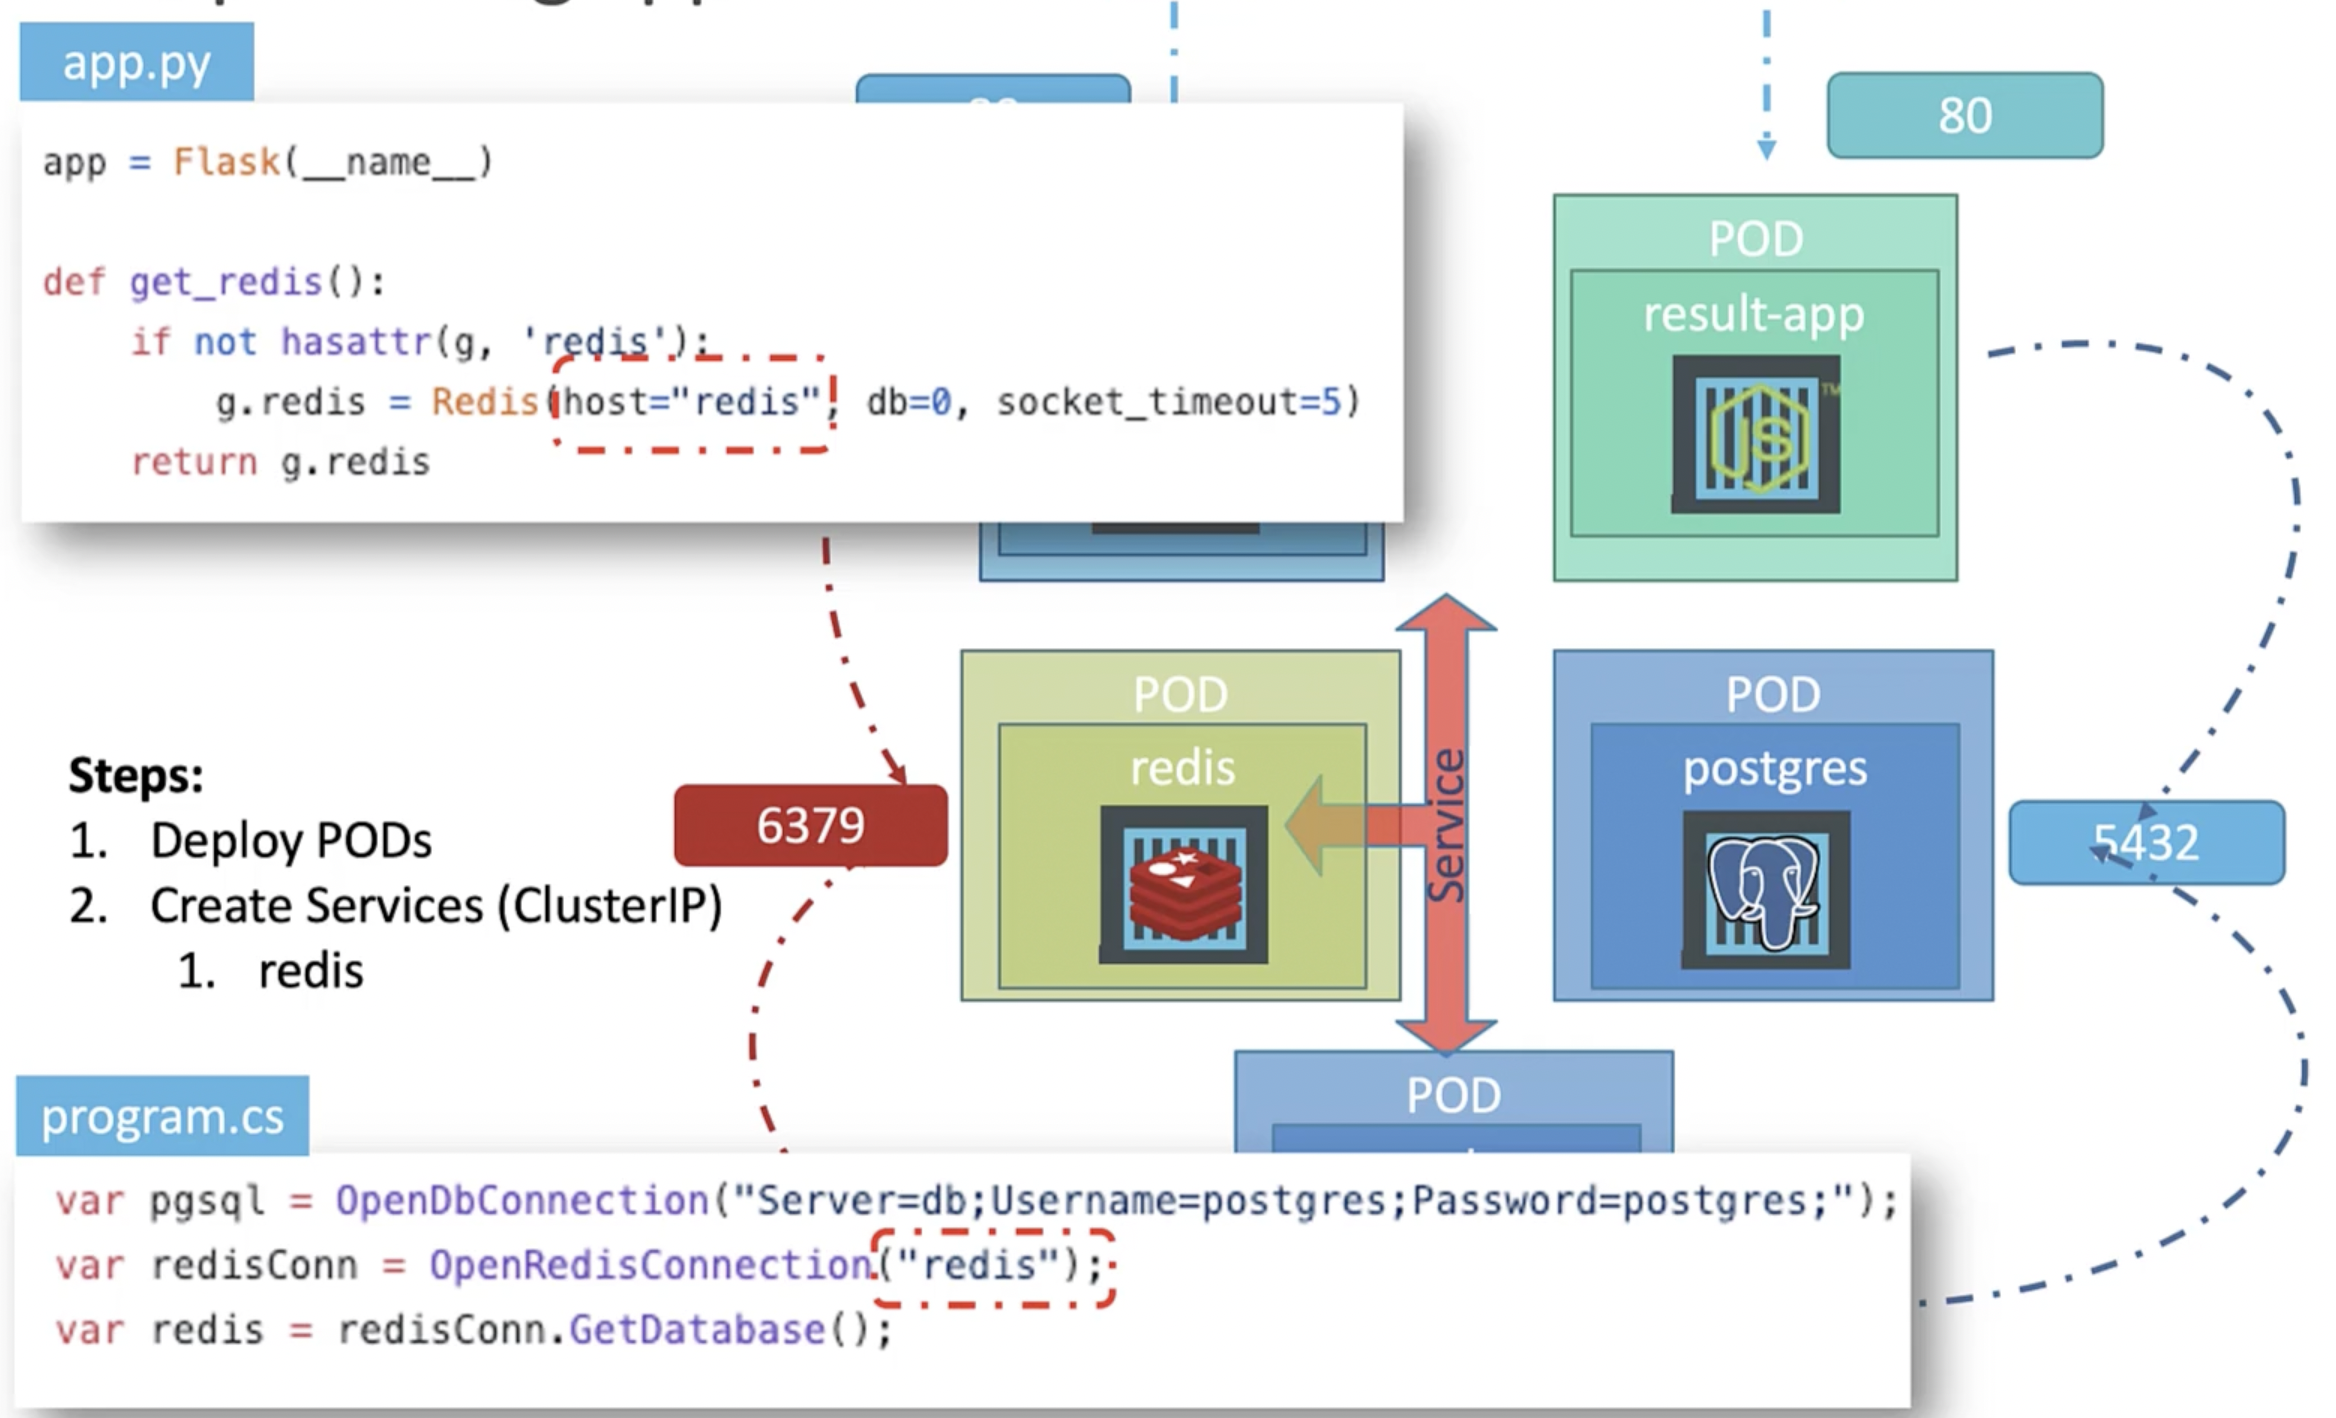 app.py
app = Flask(__name__)
def get_redis():
if not hasattr(g, 'redis'):
g.redis = Redis(host="redis", db=0, socket_timeout=5)
return g.redis
80
POD
result-app
JS
TM
POD
redis
Service
POD
postgres
6379
5432
Steps:
1. Deploy PODs
2. Create Services (ClusterIP)
1. redis
POD
program.cs
var pgsql = OpenDbConnection("Server=db;Username=postgres;Password=postgres;");
var redisConn = OpenRedisConnection("redis");
var redis = redisConn.GetDatabase();